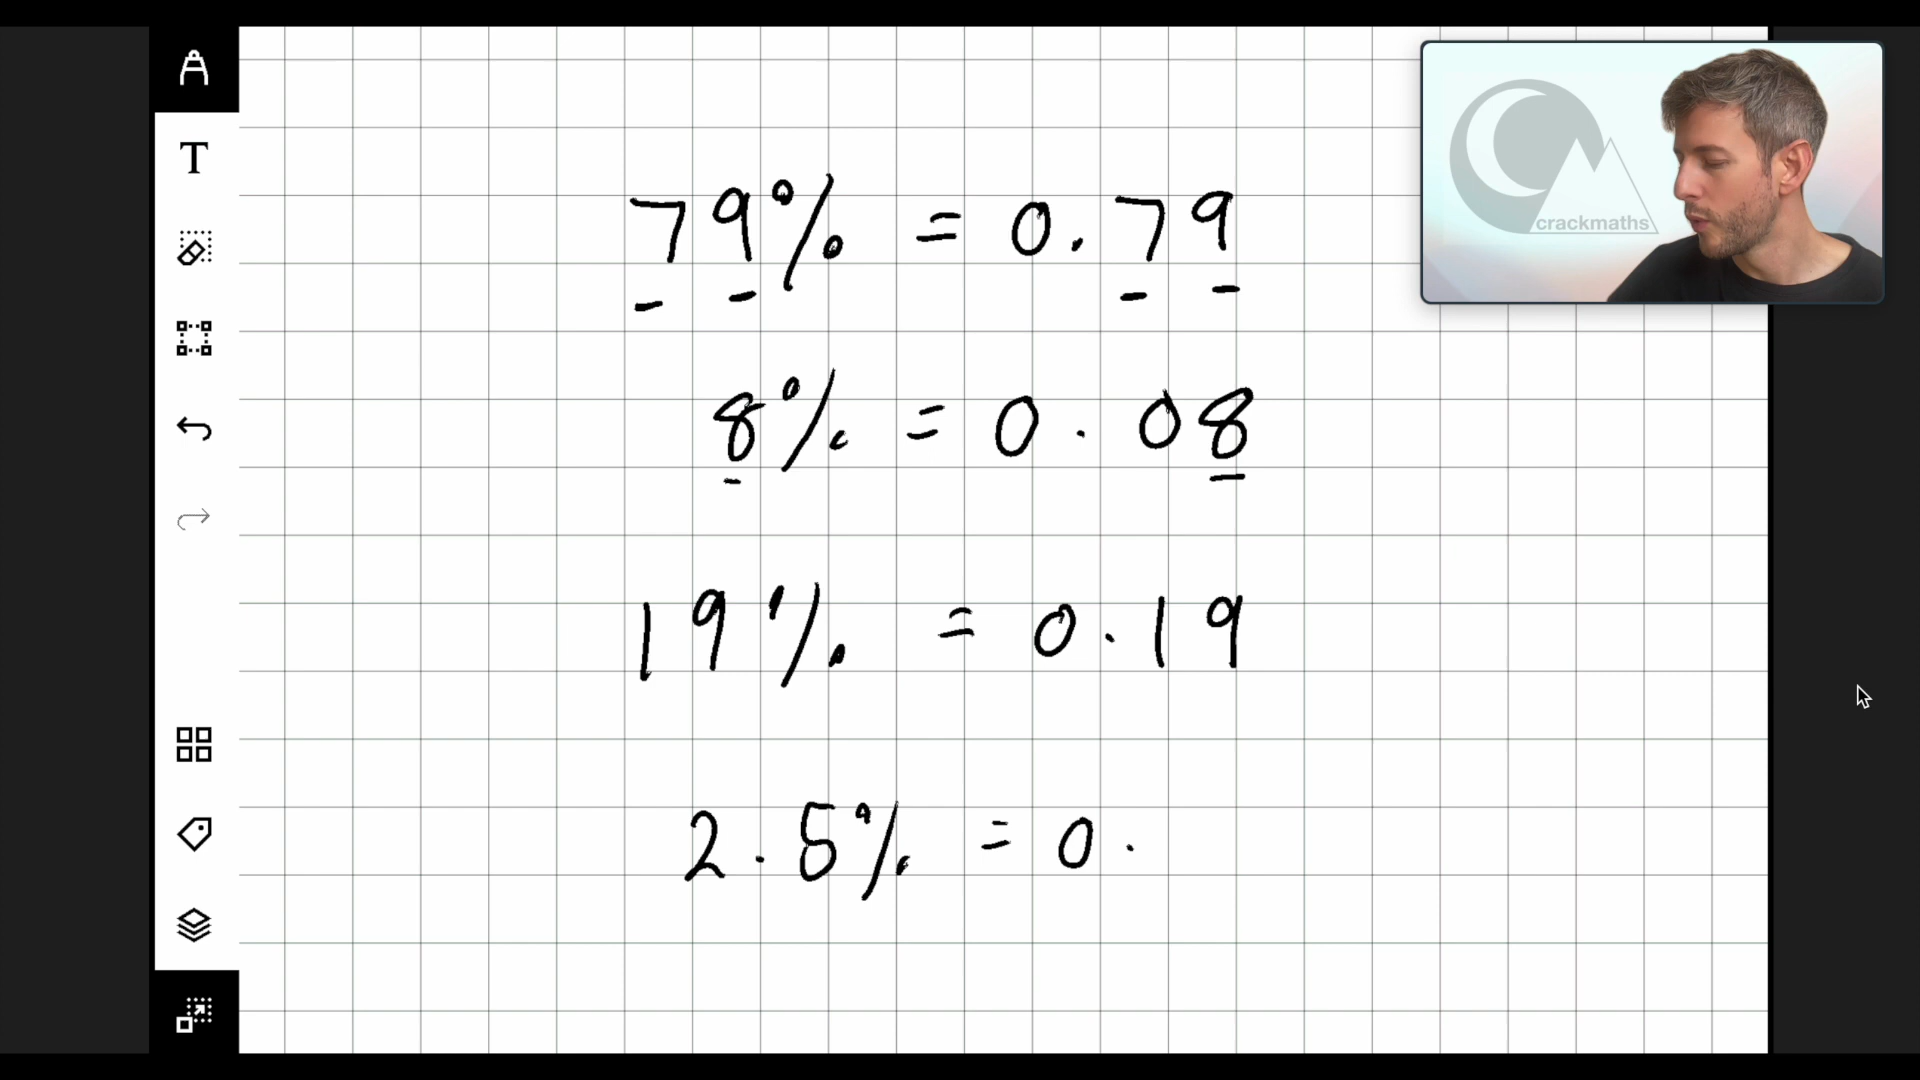 T
crackmaths
79% = 0.79
8% = 0.08
19% = 0.19
2.5% = 0.